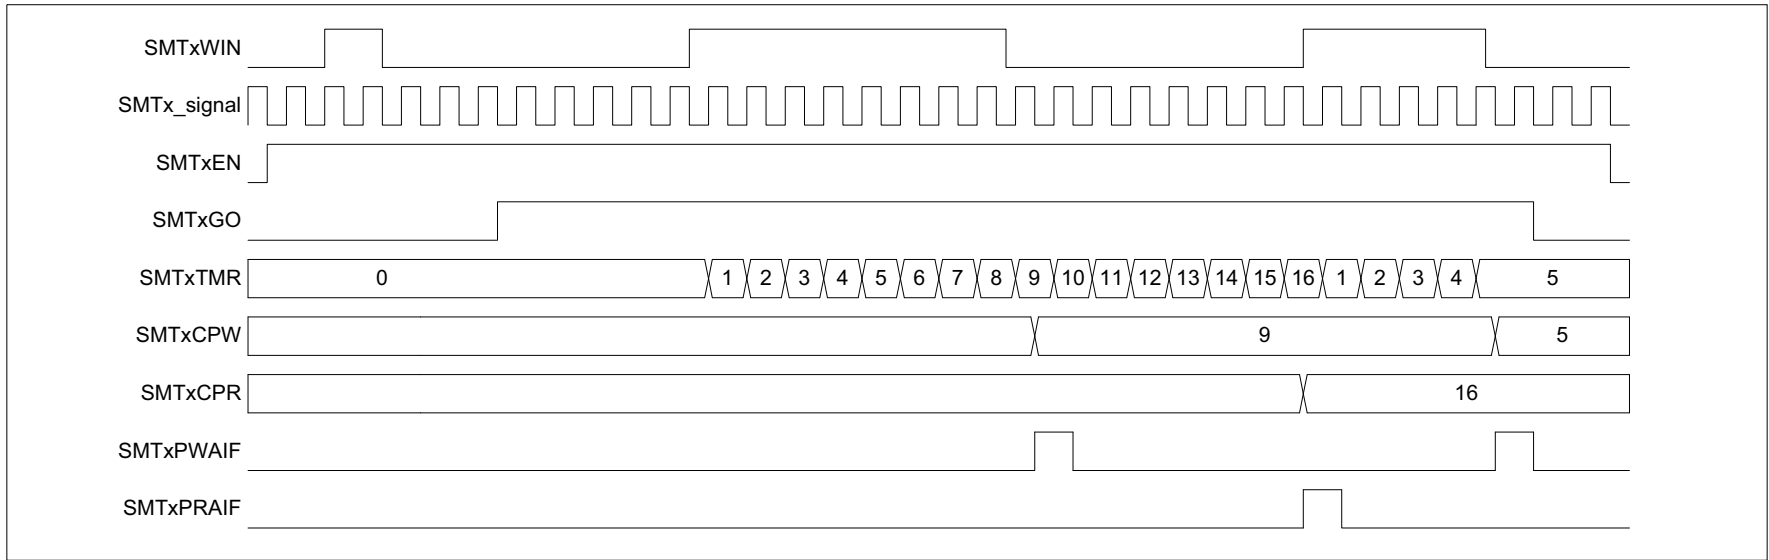 SMTxWIN
SMTx_signal
SMTxEN
SMTxGO
SMTxTMR 0 1 2 3 4 5 6 7 8 9 10 11 12 13 14 15 16 1 2 3 4 5
SMTxCPW 9 5
SMTxCPR 16
SMTxPWAIF
SMTxPRAIF